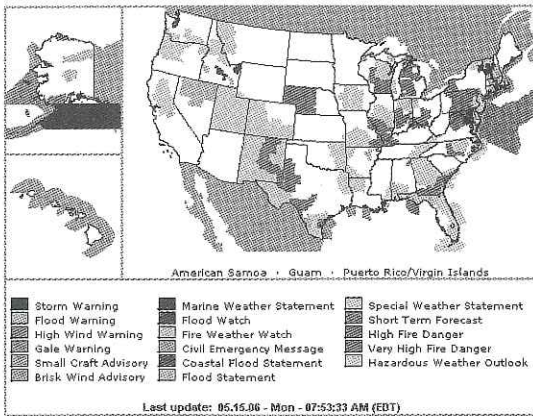 American Samoa · Guam · Puerto Rico/Virgin Islands
Storm Warning
Flood Warning
High Wind Warning
Gale Warning
Small Craft Advisory
Brisk Wind Advisory
Marine Weather Statement
Flood Watch
Fire Weather Watch
Civil Emergency Message
Coastal Flood Statement
Flood Statement
Special Weather Statement
Short Term Forecast
High Fire Danger
Very High Fire Danger
Hazardous Weather Outlook
Last update: 05.15.06 - Mon - 07:53:33 AM (EDT)